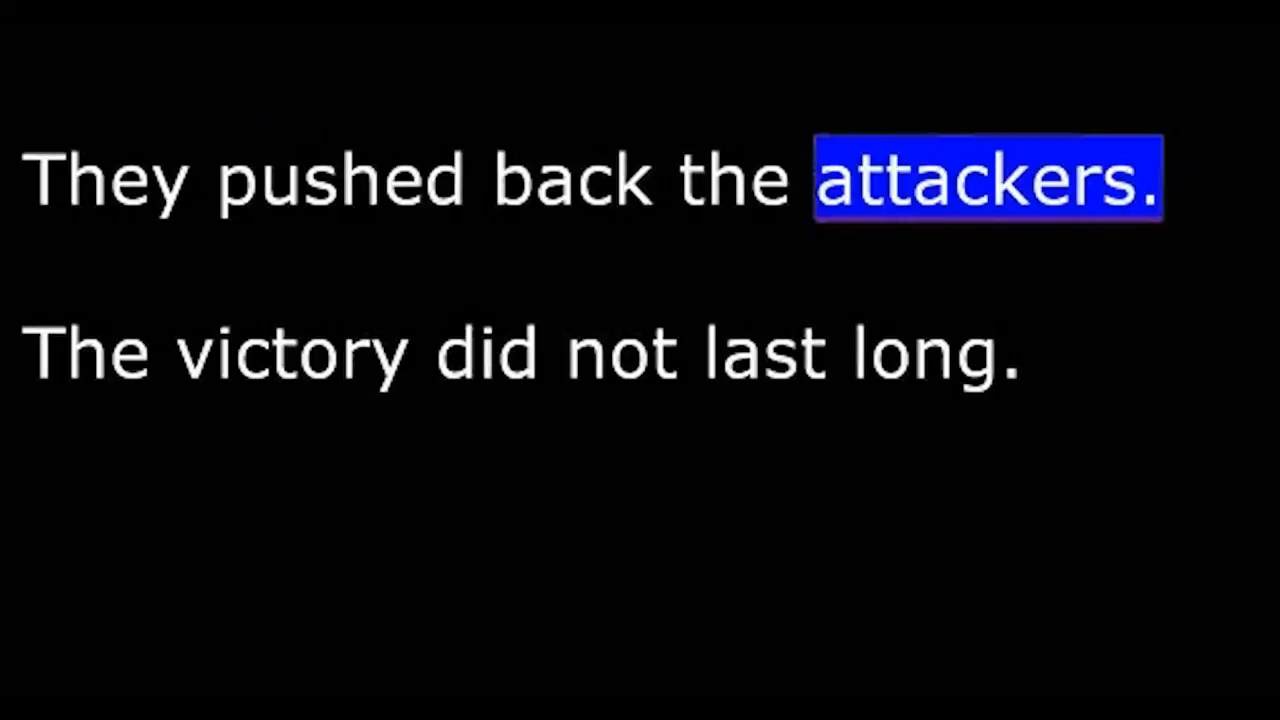 They pushed back the attackers.
The victory did not last long.